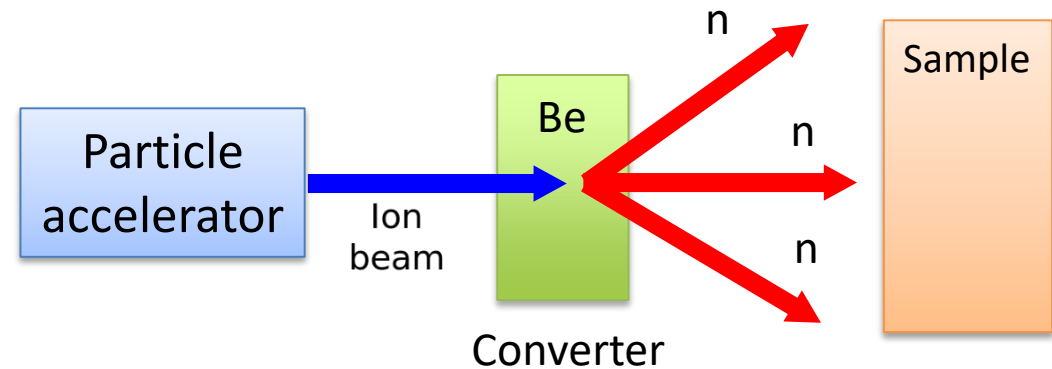 Particle
accelerator
Ion
beam
Be
Converter
n
n
n
Sample